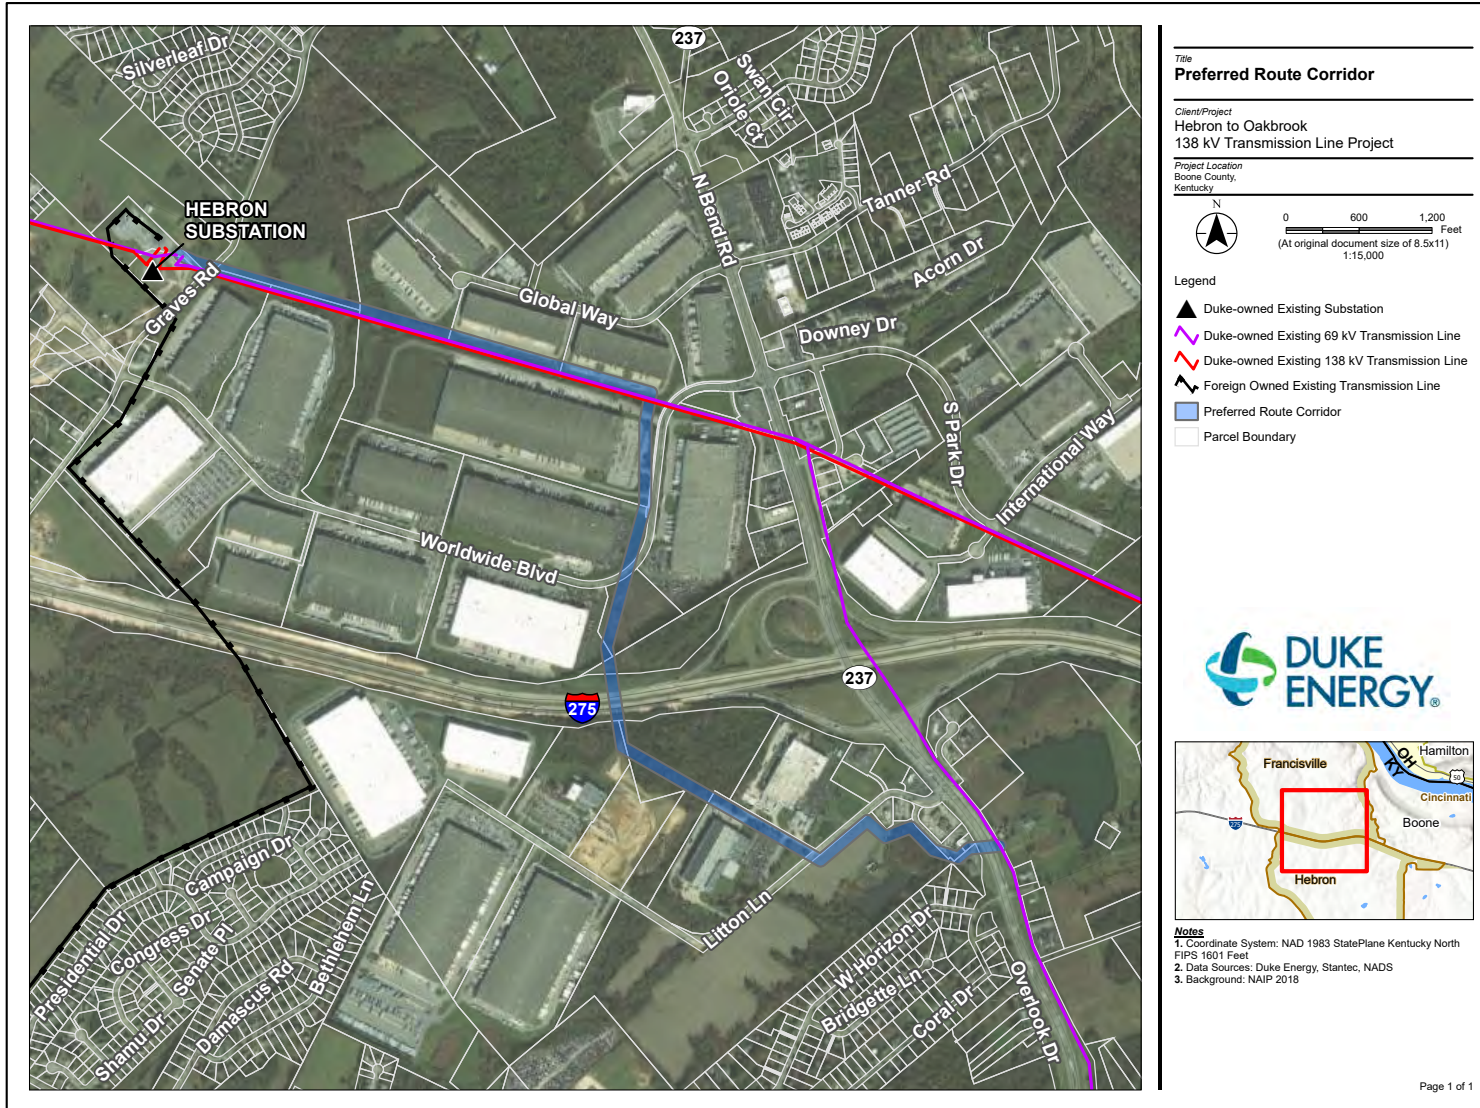 Silverleaf Dr
237
Swan Cir
Oriole Ct
N Bend Rd
Tanner Rd
Acorn Dr
HEBRON
SUBSTATION
Graves Rd
Global Way
Downey Dr
S Park Dr
International Way
Worldwide Blvd
275
237
Litton Ln
Campaign Dr
Presidential Dr
Congress Dr
Senate Pl
Bethlehem Ln
Damascus Rd
Shamu Dr
W Horizon Dr
Bridgette Ln
Coral Dr
Overlook Dr
Title
Preferred Route Corridor
Client/Project
Hebron to Oakbrook
138 kV Transmission Line Project
Project Location
Boone County,
Kentucky
N
0 600 1,200
Feet
(At original document size of 8.5x11)
1:15,000
Legend
Duke-owned Existing Substation
Duke-owned Existing 69 kV Transmission Line
Duke-owned Existing 138 kV Transmission Line
Foreign Owned Existing Transmission Line
Preferred Route Corridor
Parcel Boundary
DUKE
ENERGY®
Francisville
OH
KY
Hamilton
50
Cincinnati
Boone
275
Hebron
Notes
1. Coordinate System: NAD 1983 StatePlane Kentucky North
FIPS 1601 Feet
2. Data Sources: Duke Energy, Stantec, NADS
3. Background: NAIP 2018
Page 1 of 1